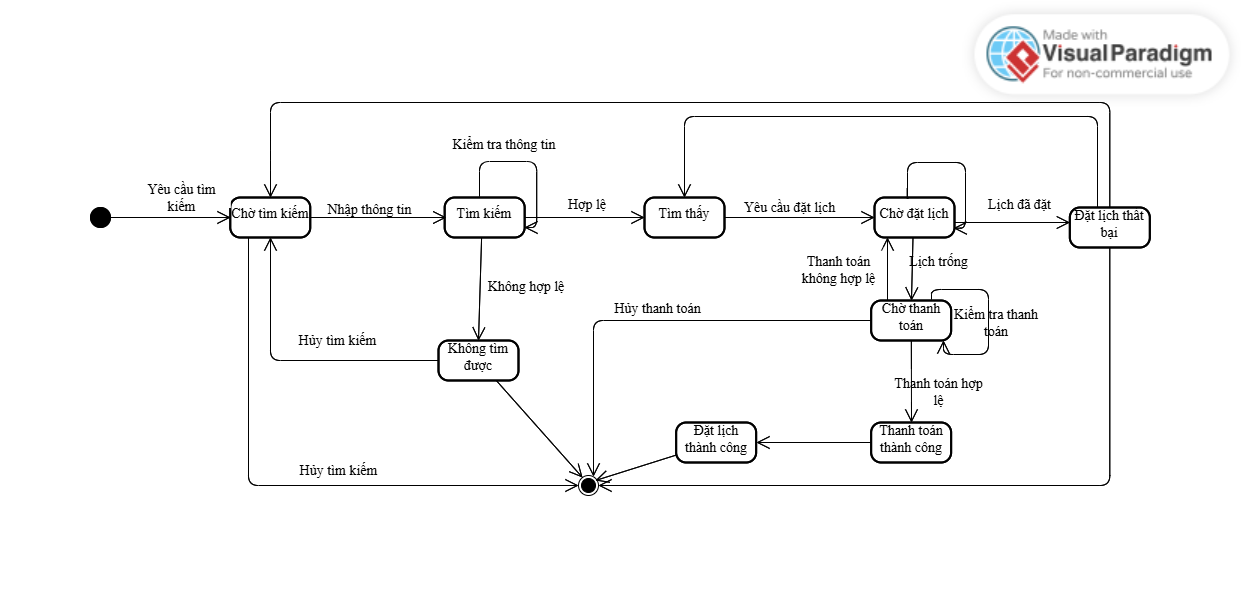 Made with
Visual Paradigm
For non-commercial use
Kiểm tra thông tin
Yêu cầu tìm
kiếm
Chờ tìm kiếm
Nhập thông tin
Tìm kiếm
Hợp lệ
Tìm thấy
Yêu cầu đặt lịch
Chờ đặt lịch
Lịch đã đặt
Đặt lịch thất
bại
Thanh toán
không hợp lệ
Lịch trống
Không hợp lệ
Hủy thanh toán
Chờ thanh
toán
Kiểm tra thanh
toán
Hủy tìm kiếm
Không tìm
được
Thanh toán hợp
lệ
Đặt lịch
thành công
Thanh toán
thành công
Hủy tìm kiếm